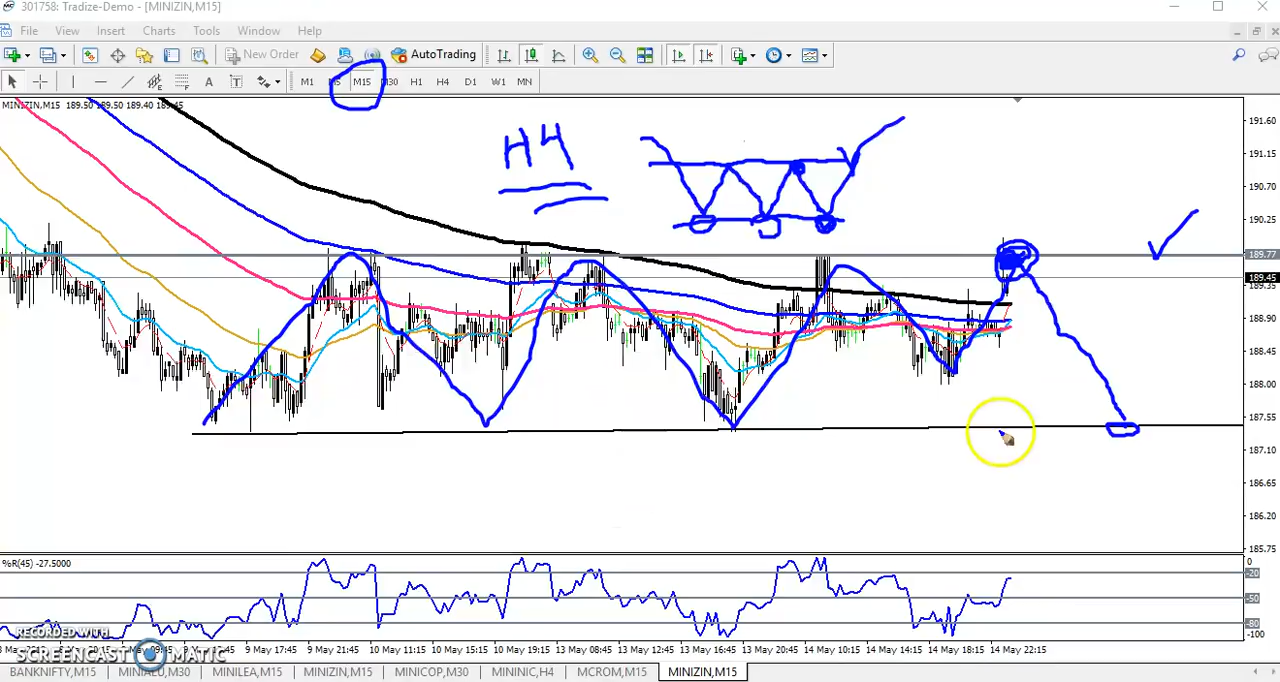 301758: Tradize-Demo - [MINIZIN,M15]
File View Insert Charts Tools Window Help
New Order AutoTrading
A T M1 M15 M30 H1 H4 D1 W1 MN
MINIZIN,M15 189.50 189.50 189.40 189.45
H4
191.60
191.15
190.70
190.25
189.77
189.45
189.35
188.90
188.45
188.00
187.55
187.10
186.65
186.20
185.75
%R(45) -27.5000
0
-20
-50
-80
-100
RECORDED WITH
SCREENCAST MATIC
9 May 17:45 9 May 21:45 10 May 11:15 10 May 15:15 10 May 19:15 13 May 08:45 13 May 12:45 13 May 16:45 13 May 20:45 14 May 10:15 14 May 14:15 14 May 18:15 14 May 22:15
BANKNIFTY,M15 MINIALU,M30 MINILEA,M15 MINIZIN,M15 MINICOP,M30 MININIC,H4 MCROM,M15 MINIZIN,M15